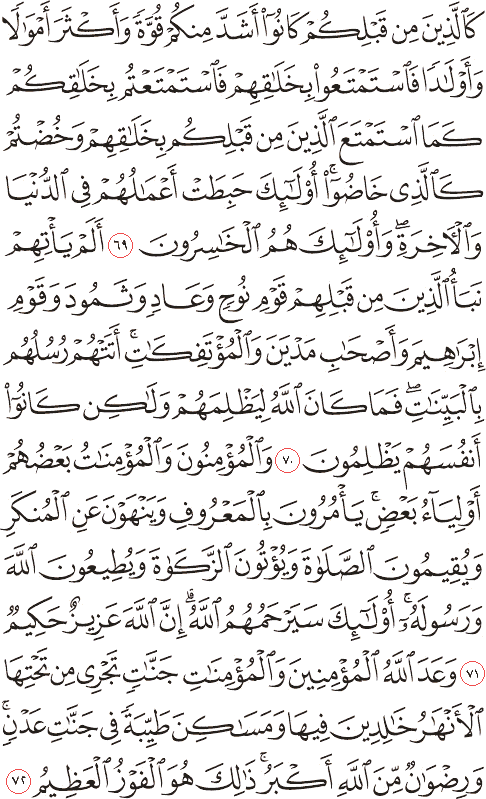 كَٱلَّذِينَ مِن قَبْلِكُمْ كَانُوٓا۟ أَشَدَّ مِنكُمْ قُوَّةً وَأَكْثَرَ أَمْوَٰلًا
وَأَوْلَٰدًا فَٱسْتَمْتَعُوا۟ بِخَلَٰقِهِمْ فَٱسْتَمْتَعْتُم بِخَلَٰقِكُمْ
كَمَا ٱسْتَمْتَعَ ٱلَّذِينَ مِن قَبْلِكُم بِخَلَٰقِهِمْ وَخُضْتُمْ
كَٱلَّذِى خَاضُوٓا۟ ۚ أُو۟لَٰٓئِكَ حَبِطَتْ أَعْمَٰلُهُمْ فِى ٱلدُّنْيَا
وَٱلْءَاخِرَةِ ۖ وَأُو۟لَٰٓئِكَ هُمُ ٱلْخَٰسِرُونَ ٦٩ أَلَمْ يَأْتِهِمْ
نَبَأُ ٱلَّذِينَ مِن قَبْلِهِمْ قَوْمِ نُوحٍ وَعَادٍ وَثَمُودَ وَقَوْمِ
إِبْرَٰهِيمَ وَأَصْحَٰبِ مَدْيَنَ وَٱلْمُؤْتَفِكَٰتِ ۚ أَتَتْهُمْ رُسُلُهُم
بِٱلْبَيِّنَٰتِ ۖ فَمَا كَانَ ٱللَّهُ لِيَظْلِمَهُمْ وَلَٰكِن كَانُوٓا۟
أَنفُسَهُمْ يَظْلِمُونَ ٧٠ وَٱلْمُؤْمِنُونَ وَٱلْمُؤْمِنَٰتُ بَعْضُهُمْ
أَوْلِيَآءُ بَعْضٍ ۚ يَأْمُرُونَ بِٱلْمَعْرُوفِ وَيَنْهَوْنَ عَنِ ٱلْمُنكَرِ
وَيُقِيمُونَ ٱلصَّلَوٰةَ وَيُؤْتُونَ ٱلزَّكَوٰةَ وَيُطِيعُونَ ٱللَّهَ
وَرَسُولَهُۥٓ ۚ أُو۟لَٰٓئِكَ سَيَرْحَمُهُمُ ٱللَّهُ ۗ إِنَّ ٱللَّهَ عَزِيزٌ حَكِيمٌ
٧١ وَعَدَ ٱللَّهُ ٱلْمُؤْمِنِينَ وَٱلْمُؤْمِنَٰتِ جَنَّٰتٍ تَجْرِى مِن تَحْتِهَا
ٱلْأَنْهَٰرُ خَٰلِدِينَ فِيهَا وَمَسَٰكِنَ طَيِّبَةً فِى جَنَّٰتِ عَدْنٍ ۚ
وَرِضْوَٰنٌ مِّنَ ٱللَّهِ أَكْبَرُ ۚ ذَٰلِكَ هُوَ ٱلْفَوْزُ ٱلْعَظِيمُ ٧٢